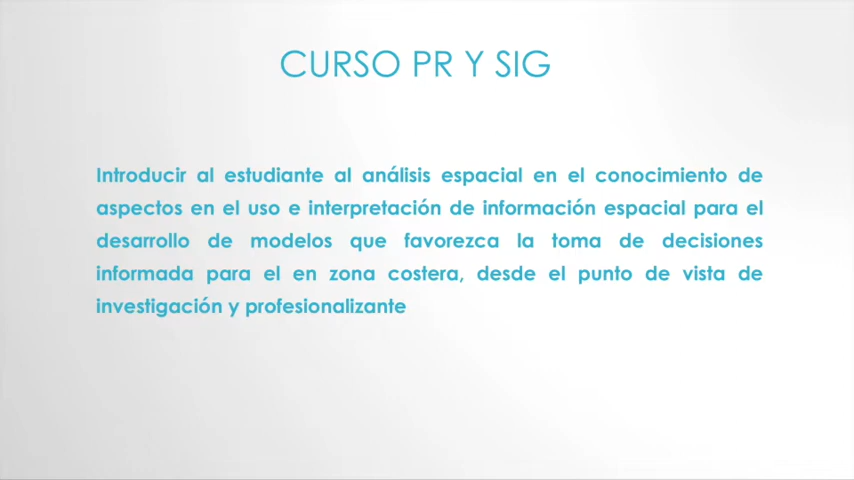 CURSO PR Y SIG
Introducir al estudiante al análisis espacial en el conocimiento de
aspectos en el uso e interpretación de información espacial para el
desarrollo de modelos que favorezca la toma de decisiones
informada para el en zona costera, desde el punto de vista de
investigación y profesionalizante